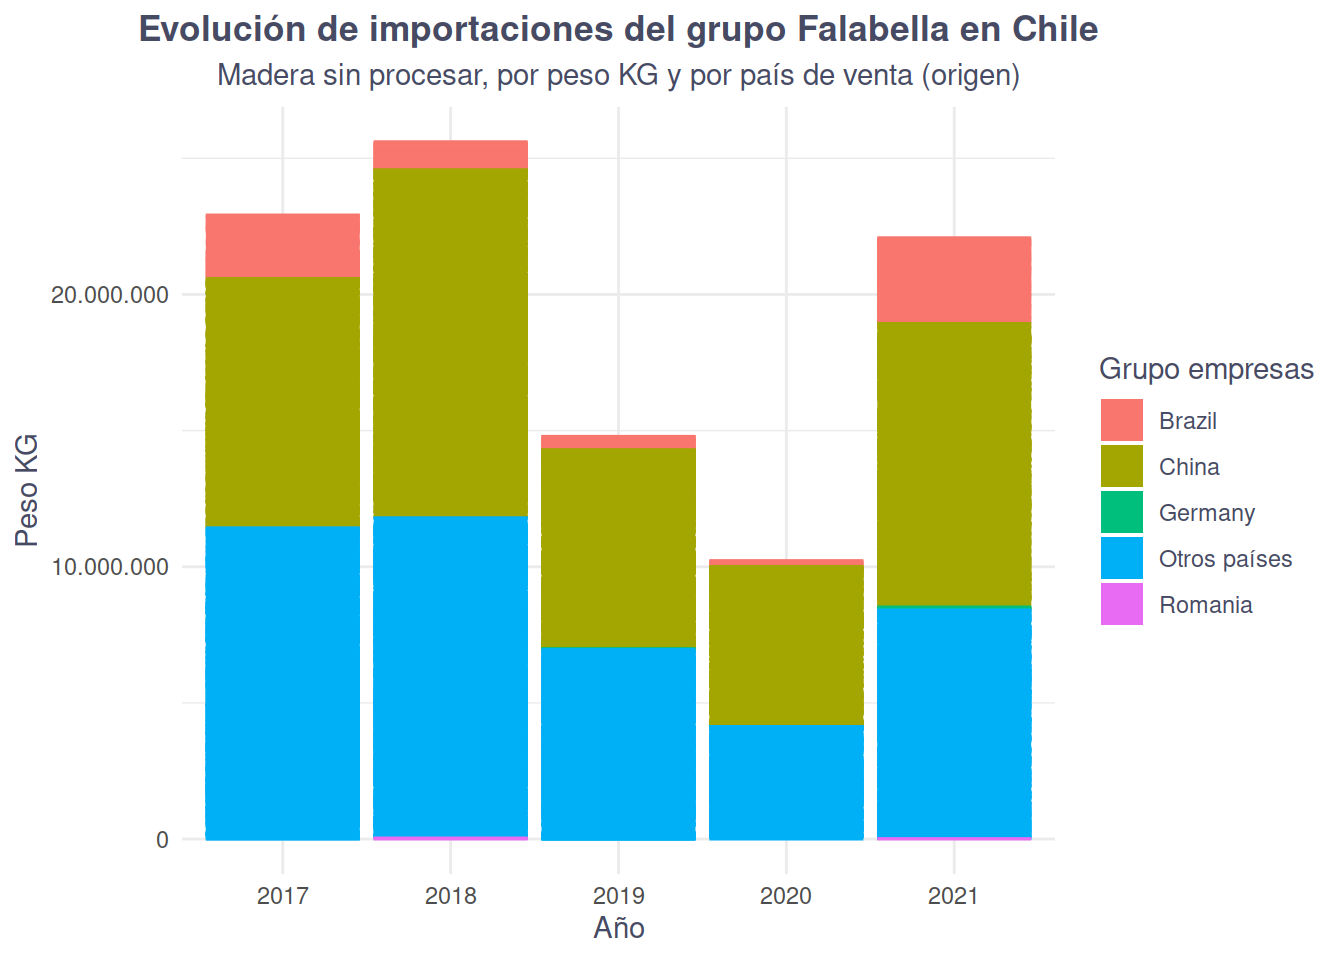 Evolución de importaciones del grupo Falabella en Chile
Madera sin procesar, por peso KG y por país de venta (origen)
Peso KG
20.000.000
10.000.000
0
2017
2018
2019
2020
2021
Año
Grupo empresas
Brazil
China
Germany
Otros países
Romania